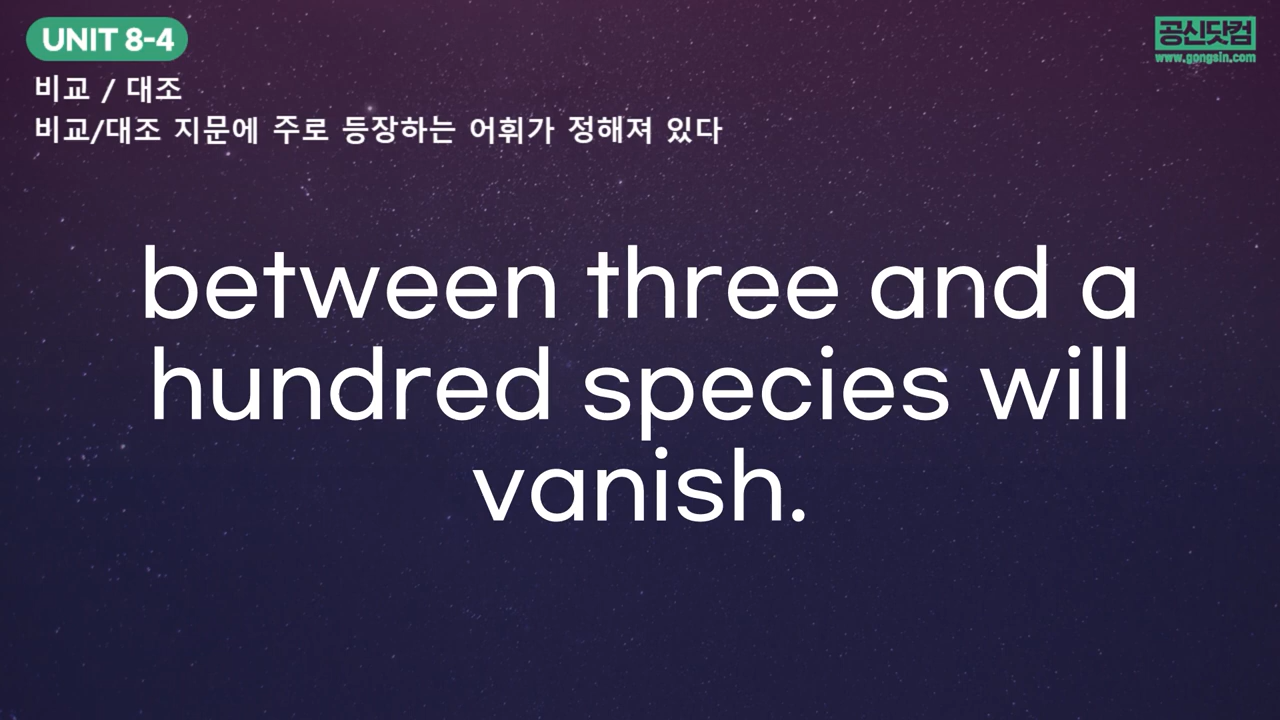 UNIT 8-4
공신닷컴
www.gongsin.com
비교 / 대조
비교/대조 지문에 주로 등장하는 어휘가 정해져 있다
between three and a
hundred species will
vanish.